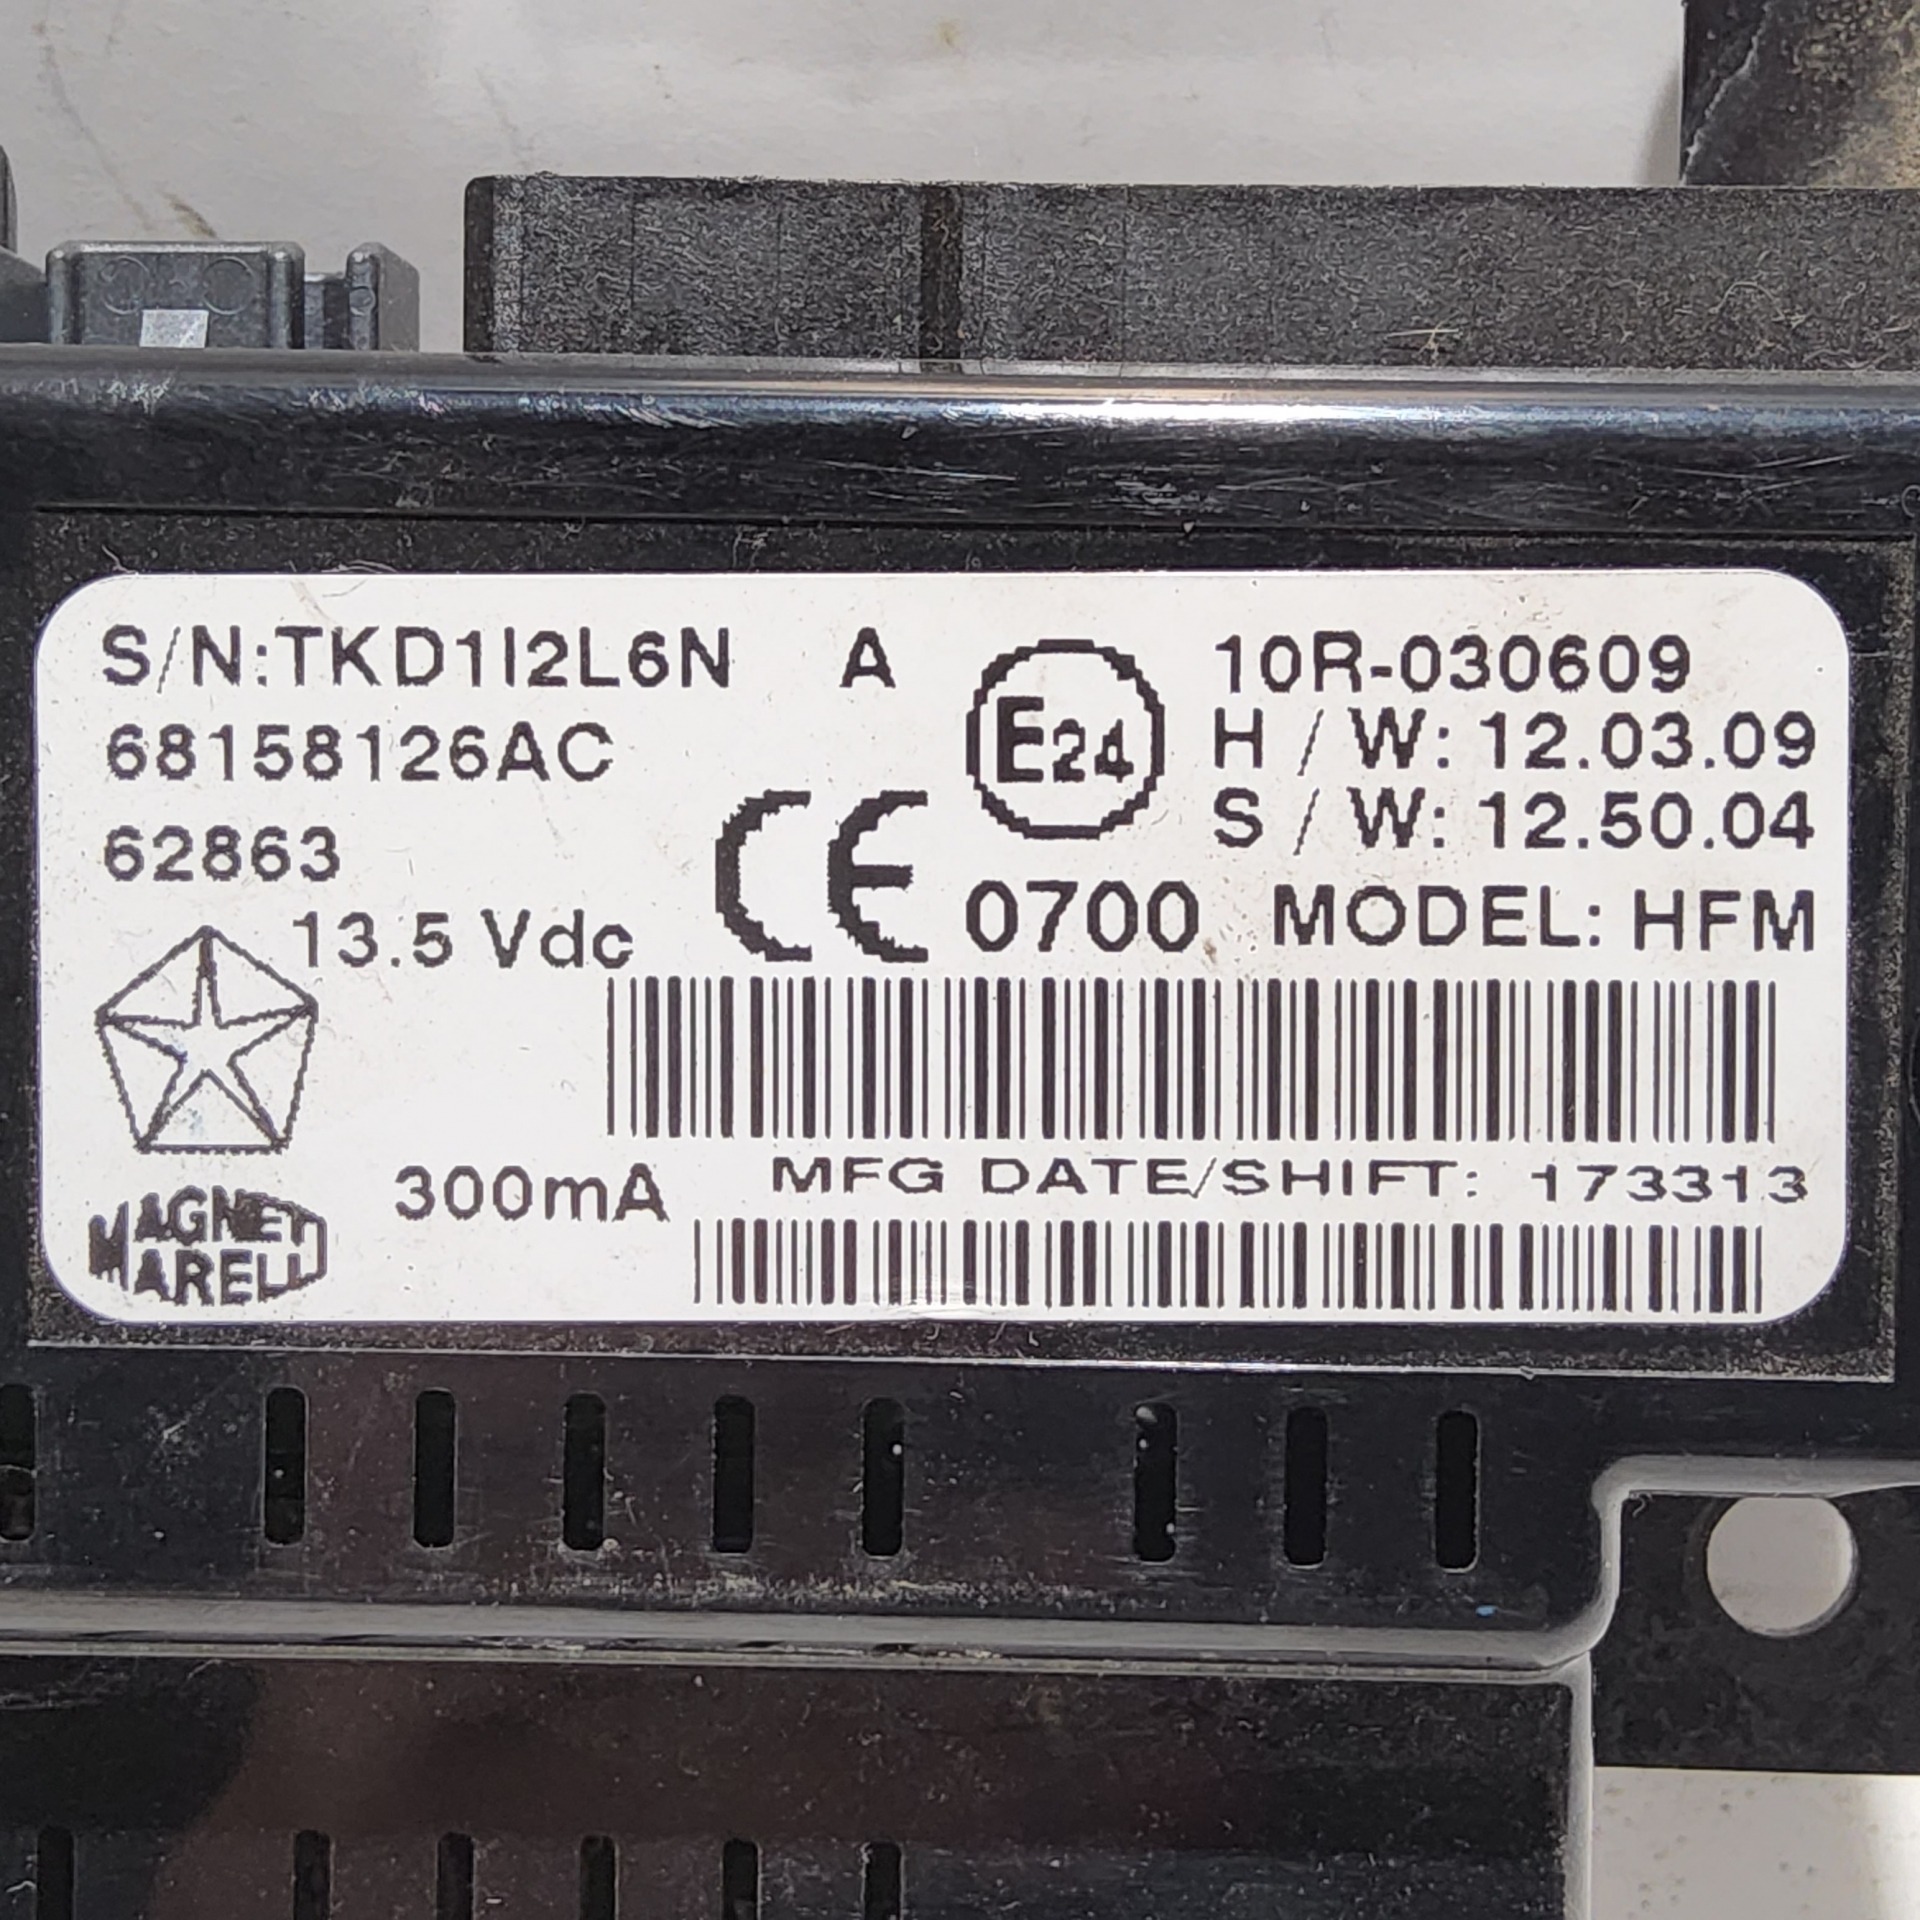 S/N:TKD1I2L6N A
68158126AC
62863
13.5 Vdc
E24
10R-030609
H / W: 12.03.09
S / W: 12.50.04
CE 0700 MODEL: HFM
MFG DATE/SHIFT: 173313
300mA
MAGNETI
MARELLI